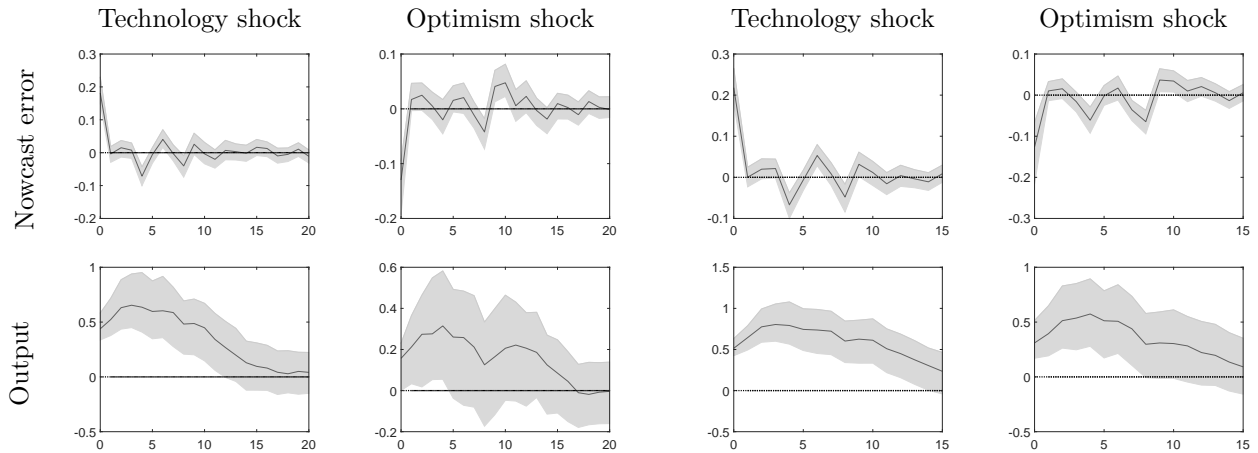 Technology shock Optimism shock Technology shock Optimism shock
Nowcast error
0.3 0.2 0.1 0 -0.1 -0.2
0 5 10 15 20
0.1 0 -0.1 -0.2
0 5 10 15 20
0.3 0.2 0.1 0 -0.1
0 5 10 15
0.1 0 -0.1 -0.2 -0.3
0 5 10 15
Output
1 0.5 0 -0.5
0 5 10 15 20
0.6 0.4 0.2 0 -0.2
0 5 10 15 20
1.5 1 0.5 0 -0.5
0 5 10 15
1 0.5 0 -0.5
0 5 10 15